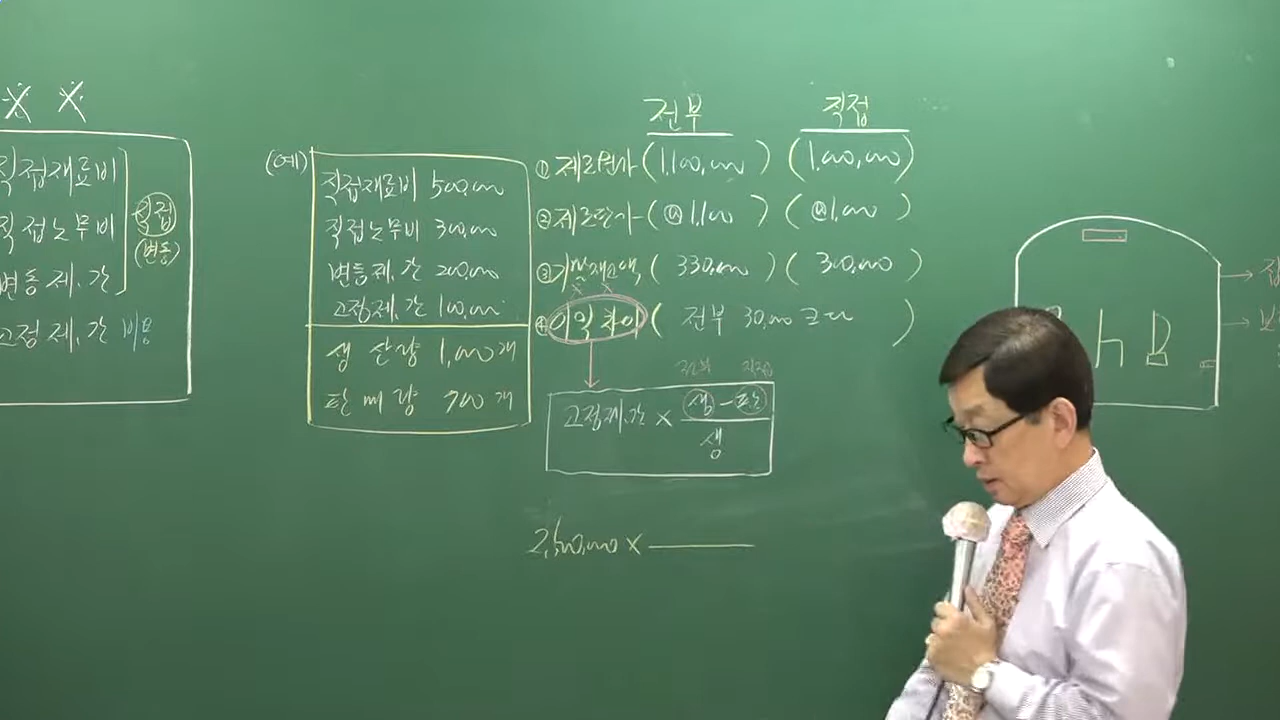 직접재료비
직접노무비
변동제.간
고정제.간 비용
직접
(변동)
(예)
직접재료비 500,000
직접노무비 300,000
변동제.간 200,000
고정제.간 100,000
생산량 1,000개
판매량 700개
전부 직접
① 제조원가 (1,100,000) (1,000,000)
② 제조단가 (@1,100) (@1,000)
③ 기말재고액 (330,000) (300,000)
④ 이익차이 (전부 30,000 크다)
전부 직접
고정제.간 × 생-판
생